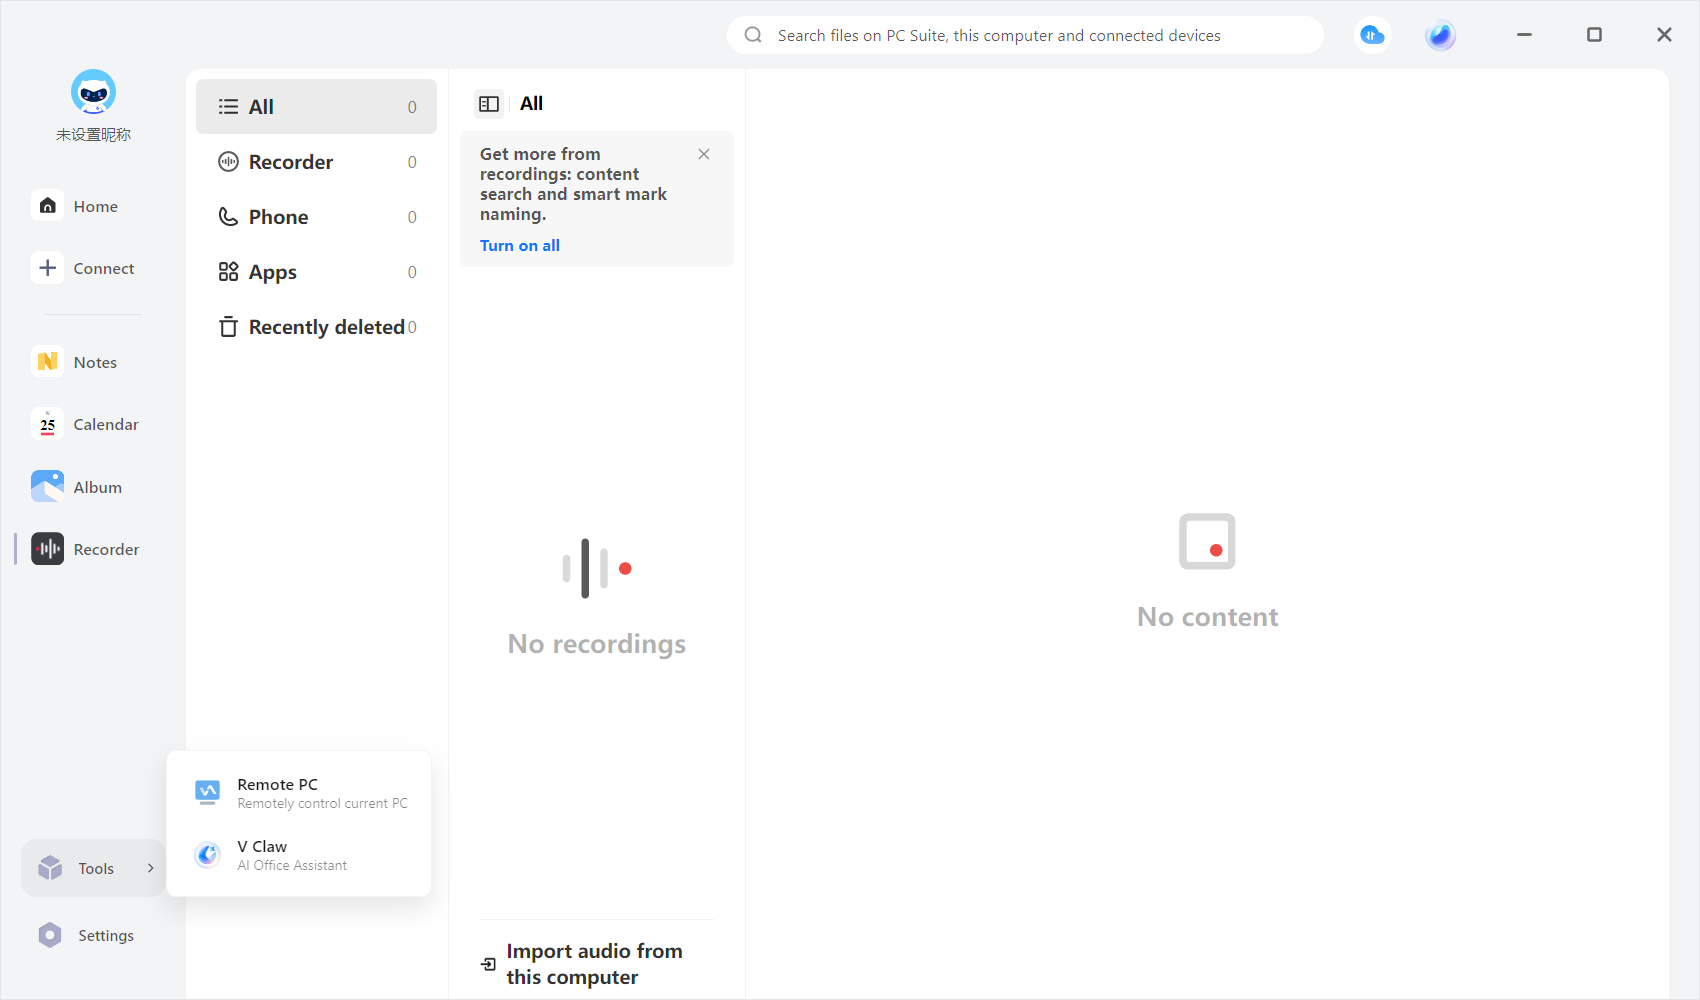 Search files on PC Suite, this computer and connected devices
未设置昵称
Home
Connect
Notes
25
Calendar
Album
Recorder
Tools
Settings
All 0
Recorder 0
Phone 0
Apps 0
Recently deleted 0
Remote PC
Remotely control current PC
V Claw
AI Office Assistant
All
Get more from
recordings: content
search and smart mark
naming.
Turn on all
No recordings
Import audio from
this computer
No content